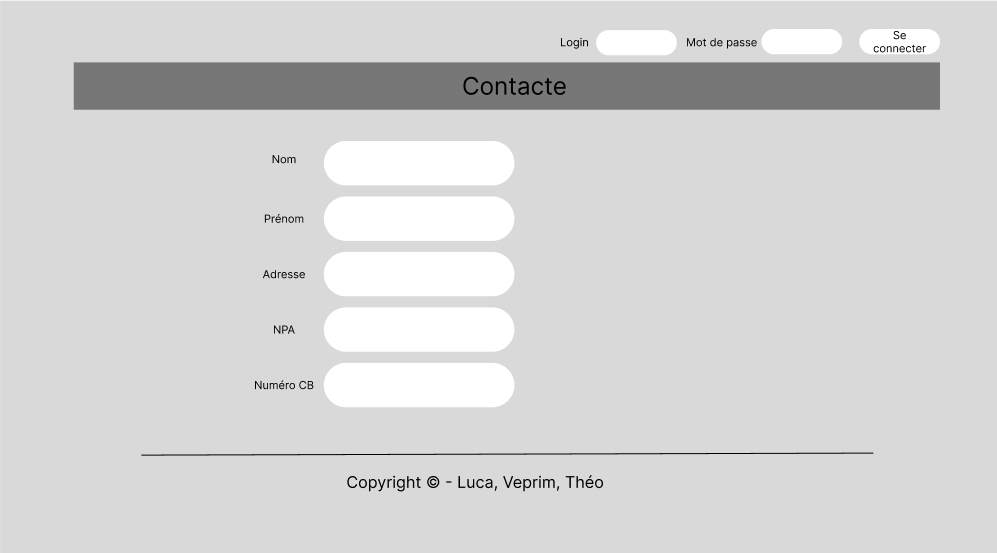 Login Mot de passe Se
connecter
Contacte
Nom
Prénom
Adresse
NPA
Numéro CB
Copyright © - Luca, Veprim, Théo